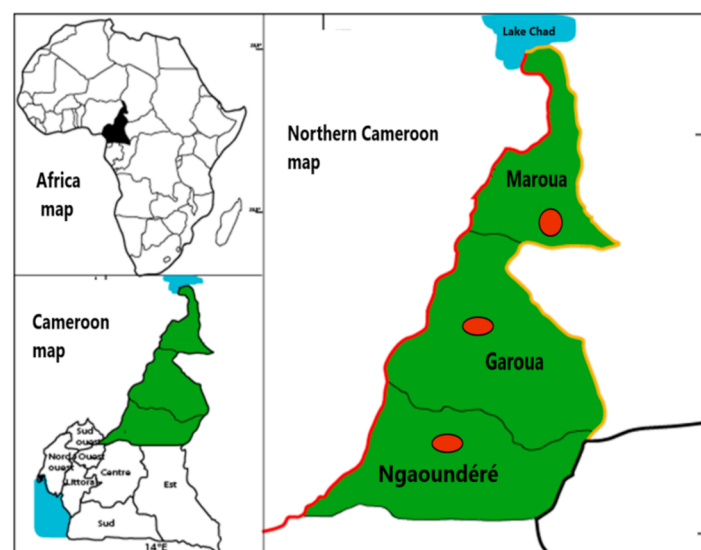 Africa
map
Cameroon
map
Sud
ouest
Nord
ouest
Ouest
Littoral
Centre
Est
Sud
14°E
Lake Chad
Northern Cameroon
map
Maroua
Garoua
Ngaoundéré